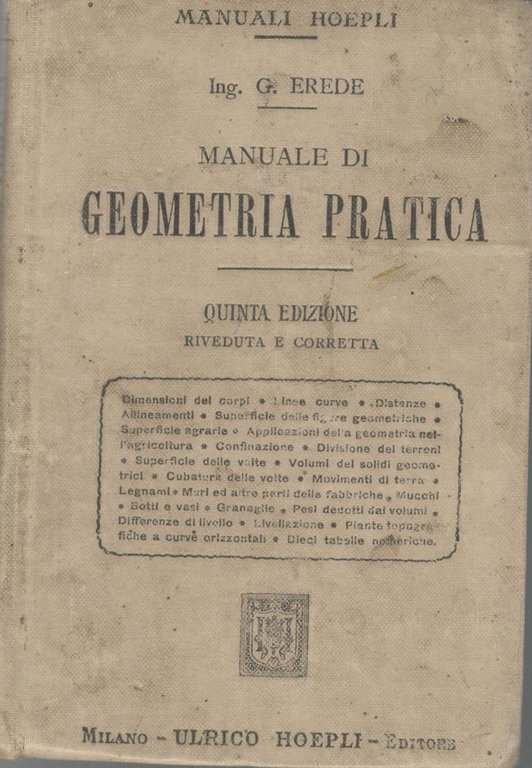 MANUALI HOEPLI
Ing. G. EREDE
MANUALE DI
GEOMETRIA PRATICA
QUINTA EDIZIONE
RIVEDUTA E CORRETTA
Dimensioni dei corpi * Linee curve * Distanze *
Allineamenti * Superficie delle figure geometriche *
Superficie agrarie * Applicazioni della geometria nel-
l'agricoltura * Confinazione * Divisione dei terreni
* Superficie delle volte * Volumi dei solidi geome-
trici * Cubatura delle volte * Movimenti di terra *
Legnami * Muri ed altre parti delle fabbriche * Mucchi
* Botti e vasi * Granaglie * Pesi dedotti dai volumi *
Differenze di livello * Livellazione * Piante topogra-
fiche a curve orizzontali * Dieci tabelle numeriche.
MILANO - ULRICO HOEPLI - EDITORE